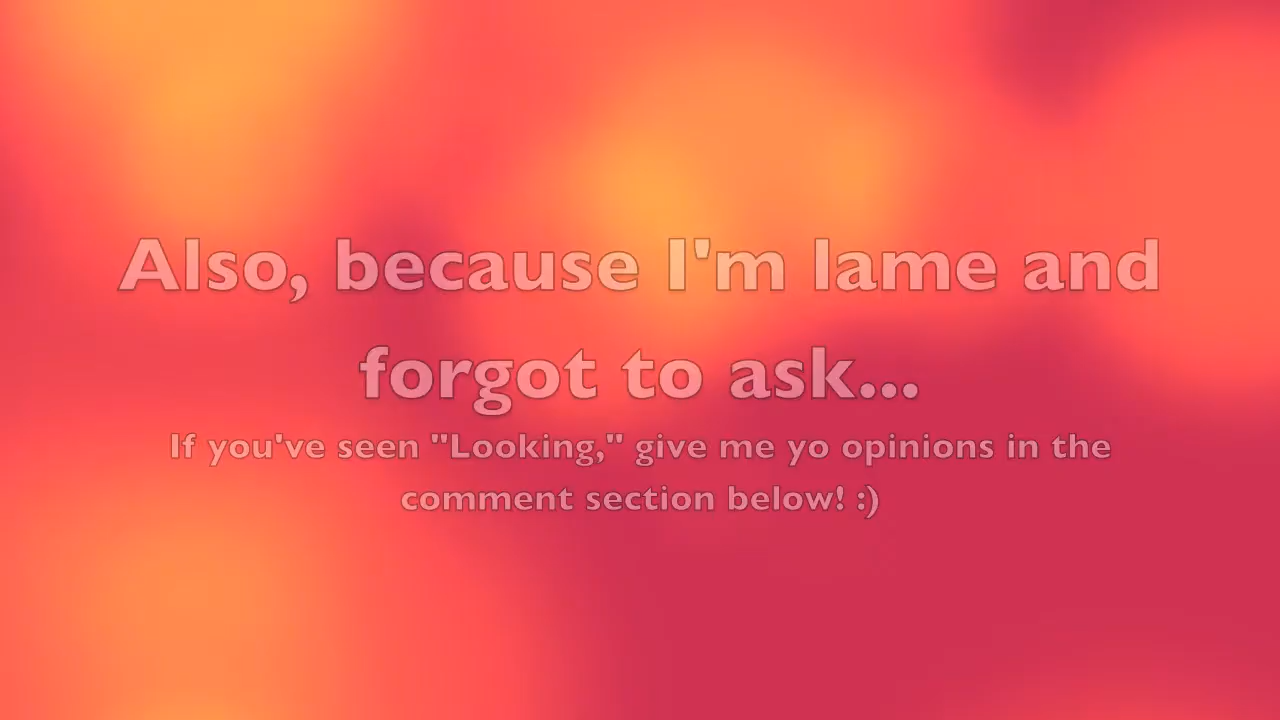 Also, because I'm lame and
forgot to ask...
If you've seen "Looking," give me yo opinions in the
comment section below! :)